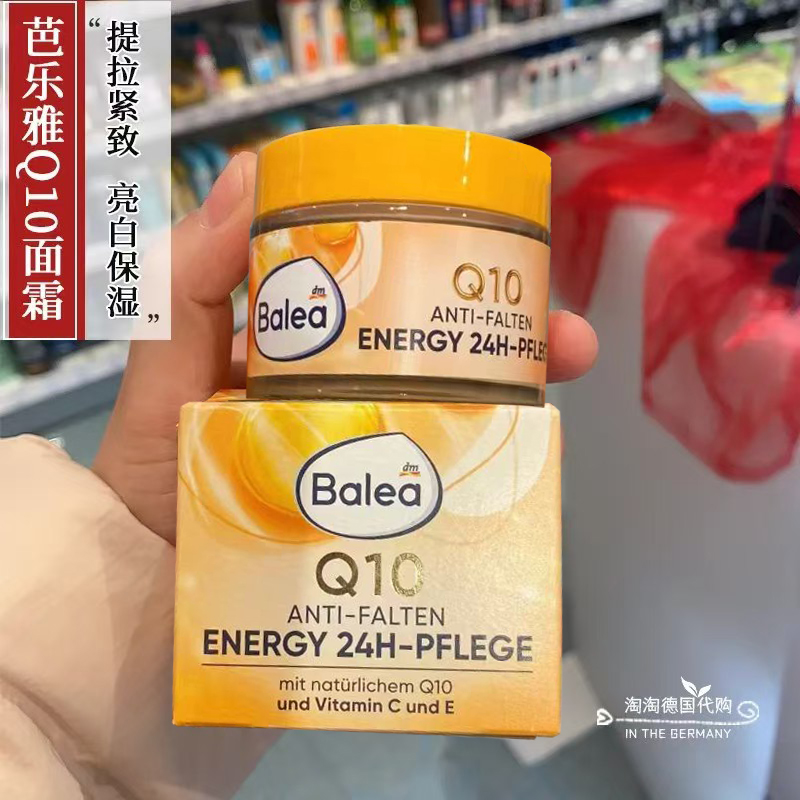 芭乐雅Q10面霜
“提拉紧致 亮白保湿”
dm
Balea
Q10
ANTI-FALTEN
ENERGY 24H-PFLEGE
dm
Balea
Q10
ANTI-FALTEN
ENERGY 24H-PFLEGE
mit natürlichem Q10
und Vitamin C und E
淘淘德国代购
IN THE GERMANY